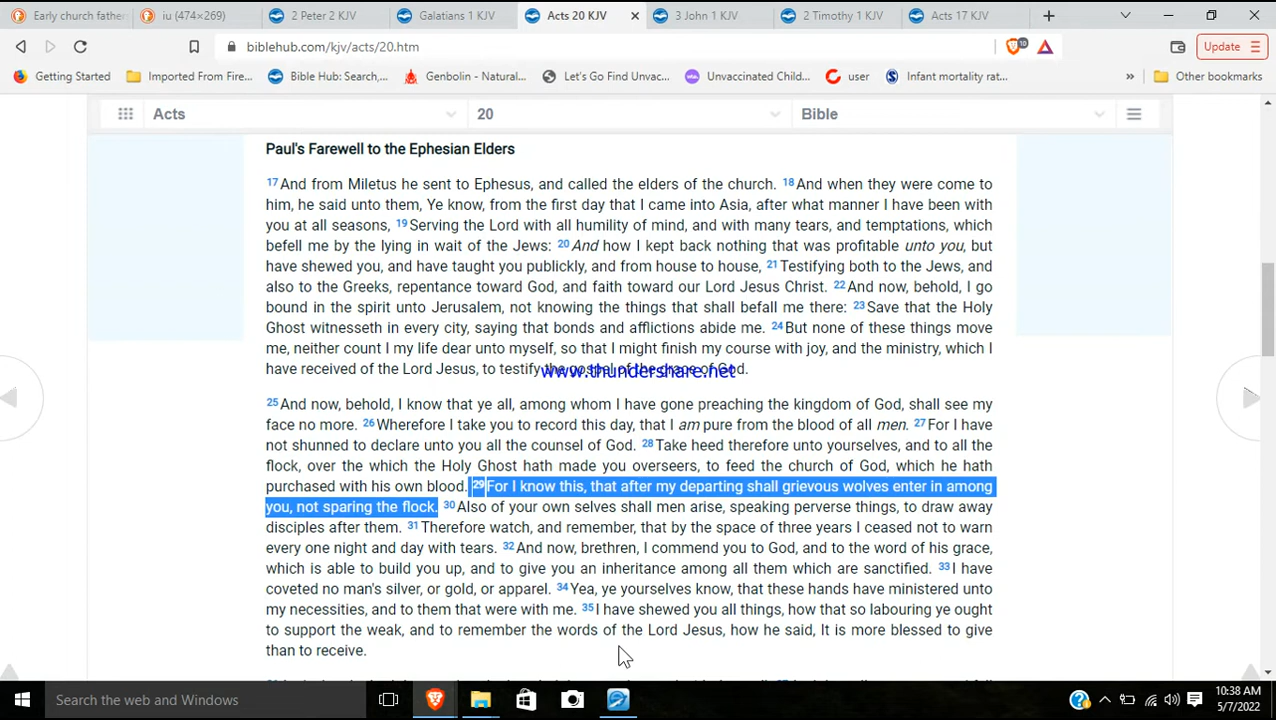 Early church father
iu (474×269)
2 Peter 2 KJV
Galatians 1 KJV
Acts 20 KJV
3 John 1 KJV
2 Timothy 1 KJV
Acts 17 KJV
biblehub.com/kjv/acts/20.htm
10
Update
Getting Started
Imported From Fire...
Bible Hub: Search,...
Genbolin - Natural...
Let's Go Find Unvac...
Unvaccinated Child...
user
Infant mortality rat...
»
Other bookmarks
Acts
20
Bible
Paul's Farewell to the Ephesian Elders
17 And from Miletus he sent to Ephesus, and called the elders of the church. 18 And when they were come to
him, he said unto them, Ye know, from the first day that I came into Asia, after what manner I have been with
you at all seasons, 19 Serving the Lord with all humility of mind, and with many tears, and temptations, which
befell me by the lying in wait of the Jews: 20 And how I kept back nothing that was profitable unto you, but
have shewed you, and have taught you publickly, and from house to house, 21 Testifying both to the Jews, and
also to the Greeks, repentance toward God, and faith toward our Lord Jesus Christ. 22 And now, behold, I go
bound in the spirit unto Jerusalem, not knowing the things that shall befall me there: 23 Save that the Holy
Ghost witnesseth in every city, saying that bonds and afflictions abide me. 24 But none of these things move
me, neither count I my life dear unto myself, so that I might finish my course with joy, and the ministry, which I
have received of the Lord Jesus, to testify the gospel of the grace of God.
www.thundershare.net
25 And now, behold, I know that ye all, among whom I have gone preaching the kingdom of God, shall see my
face no more. 26 Wherefore I take you to record this day, that I am pure from the blood of all men. 27 For I have
not shunned to declare unto you all the counsel of God. 28 Take heed therefore unto yourselves, and to all the
flock, over the which the Holy Ghost hath made you overseers, to feed the church of God, which he hath
purchased with his own blood. 29 For I know this, that after my departing shall grievous wolves enter in among
you, not sparing the flock. 30 Also of your own selves shall men arise, speaking perverse things, to draw away
disciples after them. 31 Therefore watch, and remember, that by the space of three years I ceased not to warn
every one night and day with tears. 32 And now, brethren, I commend you to God, and to the word of his grace,
which is able to build you up, and to give you an inheritance among all them which are sanctified. 33 I have
coveted no man's silver, or gold, or apparel. 34 Yea, ye yourselves know, that these hands have ministered unto
my necessities, and to them that were with me. 35 I have shewed you all things, how that so labouring ye ought
to support the weak, and to remember the words of the Lord Jesus, how he said, It is more blessed to give
than to receive.
Search the web and Windows
10:38 AM
5/7/2022